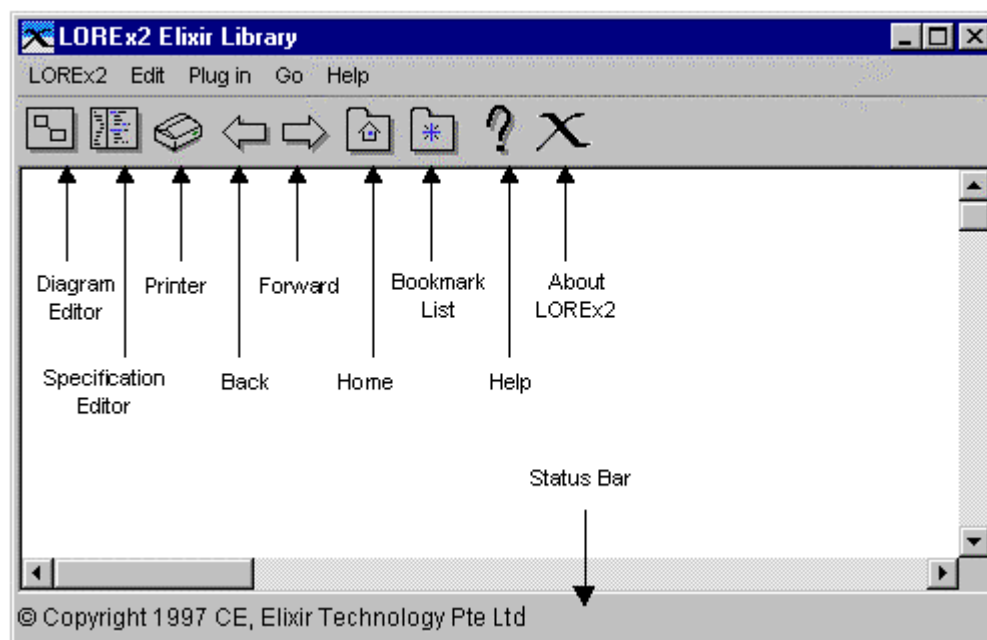 LOREx2 Elixir Library
LOREx2 Edit Plug in Go Help
Diagram Editor
Printer
Forward
Bookmark List
About LOREx2
Specification Editor
Back
Home
Help
Status Bar
© Copyright 1997 CE, Elixir Technology Pte Ltd